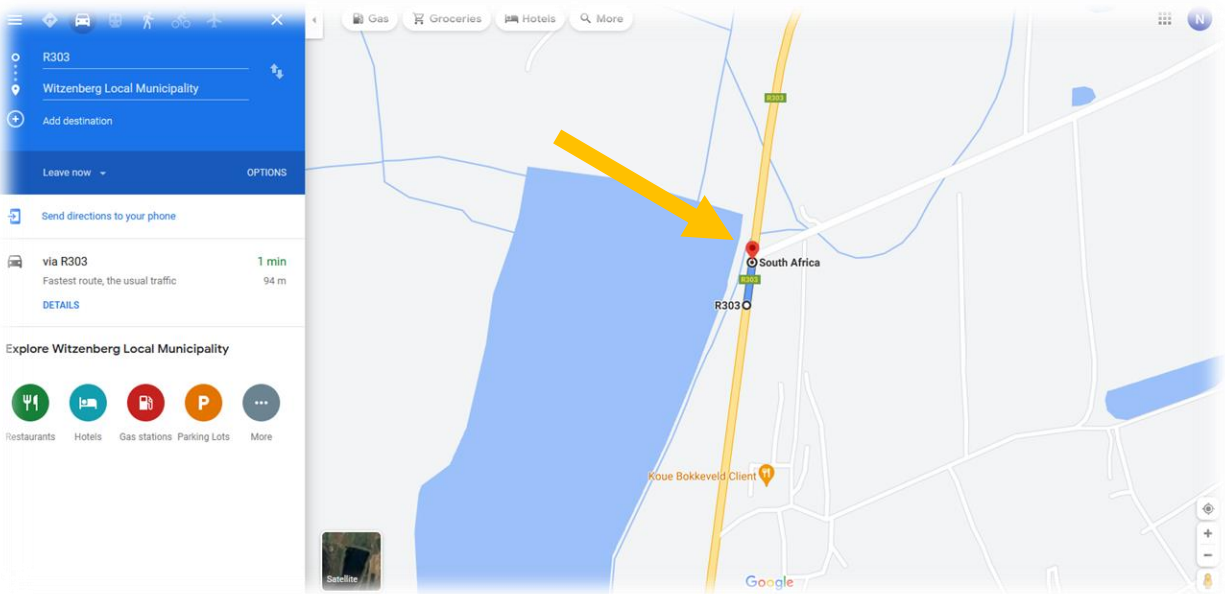 Gas
Groceries
Hotels
More
N
R303
Witzenberg Local Municipality
Add destination
Leave now
OPTIONS
Send directions to your phone
via R303
1 min
Fastest route, the usual traffic
94 m
DETAILS
Explore Witzenberg Local Municipality
P
Restaurants
Hotels
Gas stations
Parking Lots
More
R303
South Africa
R303
R303
Koue Bokkeveld Client
Satellite
Google